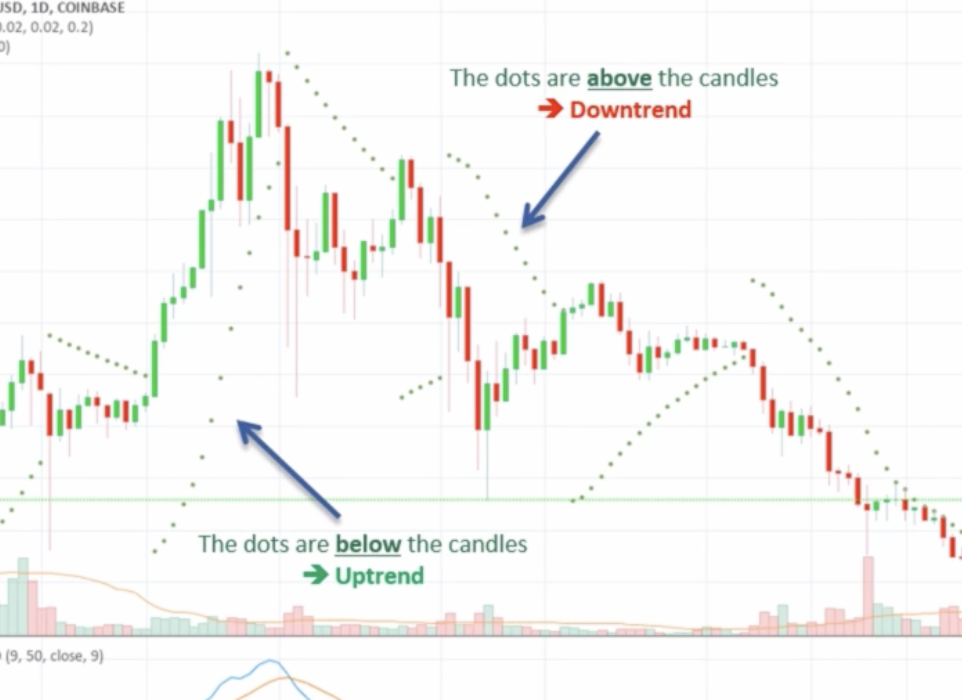 USD, 1D, COINBASE
0.02, 0.02, 0.2)
0)
The dots are above the candles
➔ Downtrend
The dots are below the candles
➔ Uptrend
(9, 50, close, 9)